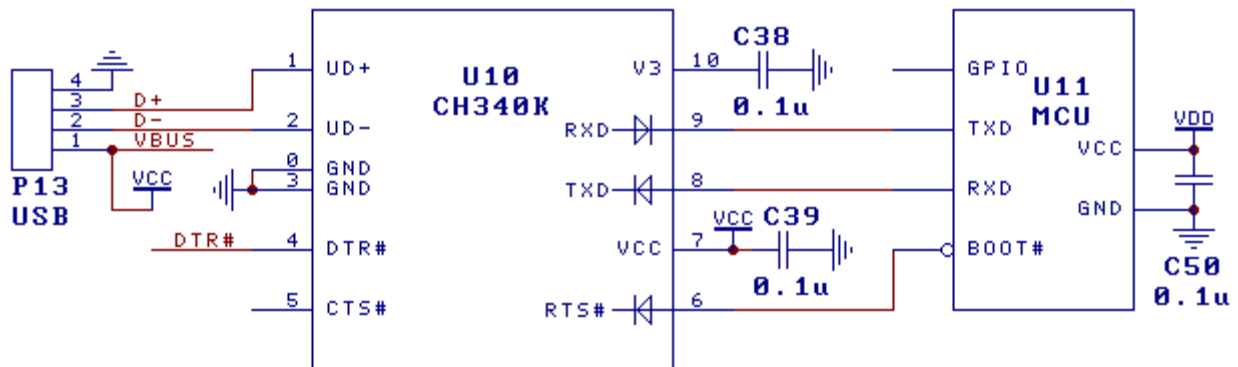 4
3 D+
2 D-
1 VBUS
P13
USB
VCC
DTR#
1 UD+
2 UD-
0 GND
3 GND
4 DTR#
5 CTS#
U10
CH340K
V3 10
RXD 9
TXD 8
VCC 7
RTS# 6
C38
0.1u
VCC C39
0.1u
GPIO
TXD
RXD
BOOT#
U11
MCU
VCC
GND
VDD
C50
0.1u